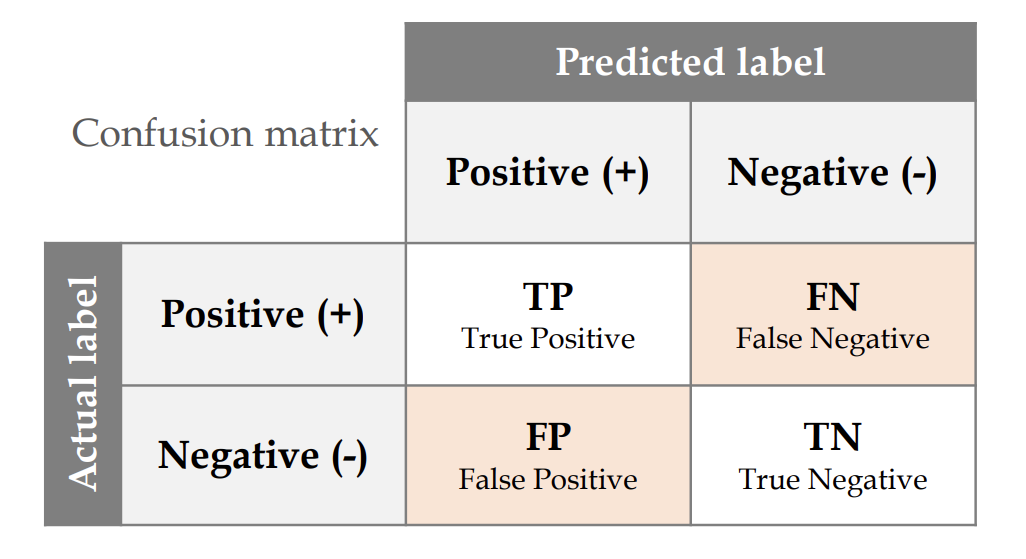 Predicted label
Confusion matrix
Positive (+)
Negative (-)
Actual label
Positive (+)
TP
True Positive
FN
False Negative
Negative (-)
FP
False Positive
TN
True Negative